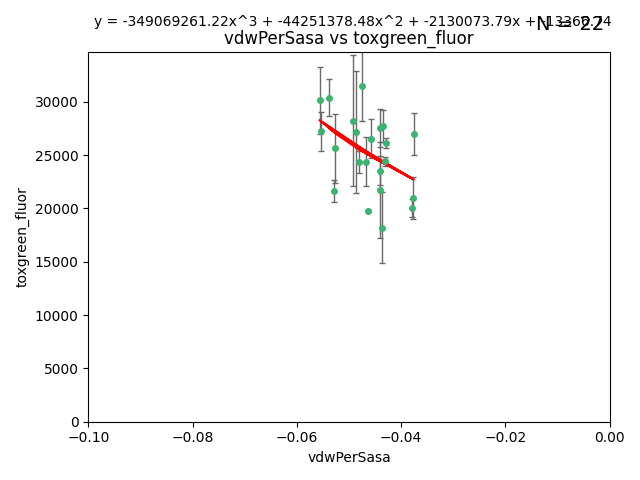 y = -349069261.22x^3 + -44251378.48x^2 + -2130073.79x +
N = 22
vdwPerSasa vs toxgreen_fluor
toxgreen_fluor
30000
25000
20000
15000
10000
5000
0
−0.10 −0.08 −0.06 −0.04 −0.02 0.00
vdwPerSasa